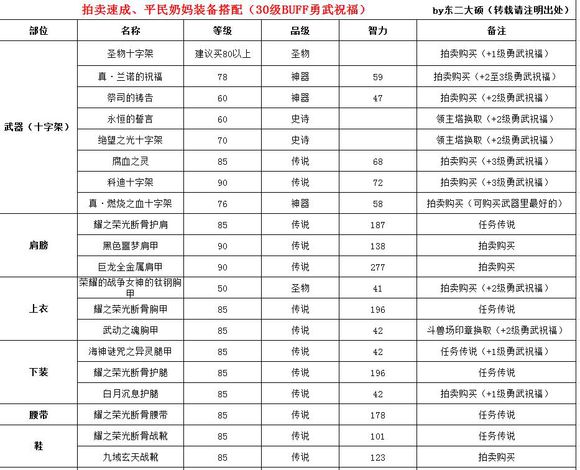 拍卖速成、平民奶妈装备搭配（30级BUFF勇武祝福） by东二大硕（转载请注明出处）
部位 名称 等级 品级 智力 备注
武器（十字架）
圣物十字架 建议买80以上 圣物 拍卖购买（+1级勇武祝福）
真·兰诺的祝福 78 神器 59 拍卖购买（+2至3级勇武祝福）
祭司的祷告 60 神器 47 拍卖购买（+2级勇武祝福）
永恒的誓言 60 史诗 领主塔换取（+2级勇武祝福）
绝望之光十字架 70 史诗 领主塔换取（+2级勇武祝福）
腐血之灵 85 传说 68 拍卖购买（+3级勇武祝福）
科迪十字架 90 传说 72 拍卖购买（+3级勇武祝福）
真·燃烧之血十字架 76 神器 58 拍卖购买（可购买武器里最好的）
肩膀
耀之荣光断骨护肩 85 传说 187 任务传说
黑色噩梦肩甲 90 传说 138 拍卖购买
巨龙全金属肩甲 90 传说 277 拍卖购买
上衣
荣耀的战争女神的钛钢胸
甲 50 圣物 41 拍卖购买（+2级勇武祝福）
耀之荣光断骨胸甲 85 传说 196 任务传说
武动之魂胸甲 85 传说 42 斗兽场印章换取（+2级勇武祝福）
下装
海神谜咒之异灵腿甲 85 传说 42 任务传说（+1级勇武祝福）
耀之荣光断骨护腿 85 传说 196 任务传说
白月沉息护腿 85 传说 42 拍卖购买（+1级勇武祝福）
腰带 耀之荣光断骨腰带 85 传说 178 任务传说
鞋
耀之荣光断骨战靴 85 传说 101 任务传说
九域玄天战靴 85 传说 123 拍卖购买